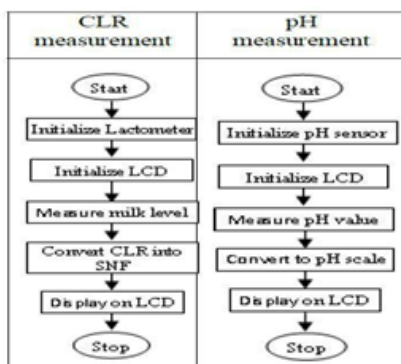 CLR
measurement
Start
Initialize Lactometer
Initialize LCD
Measure milk level
Convert CLR into
SNF
Display on LCD
Stop
pH
measurement
Start
Initialize pH sensor
Initialize LCD
Measure pH value
Convert to pH scale
Display on LCD
Stop